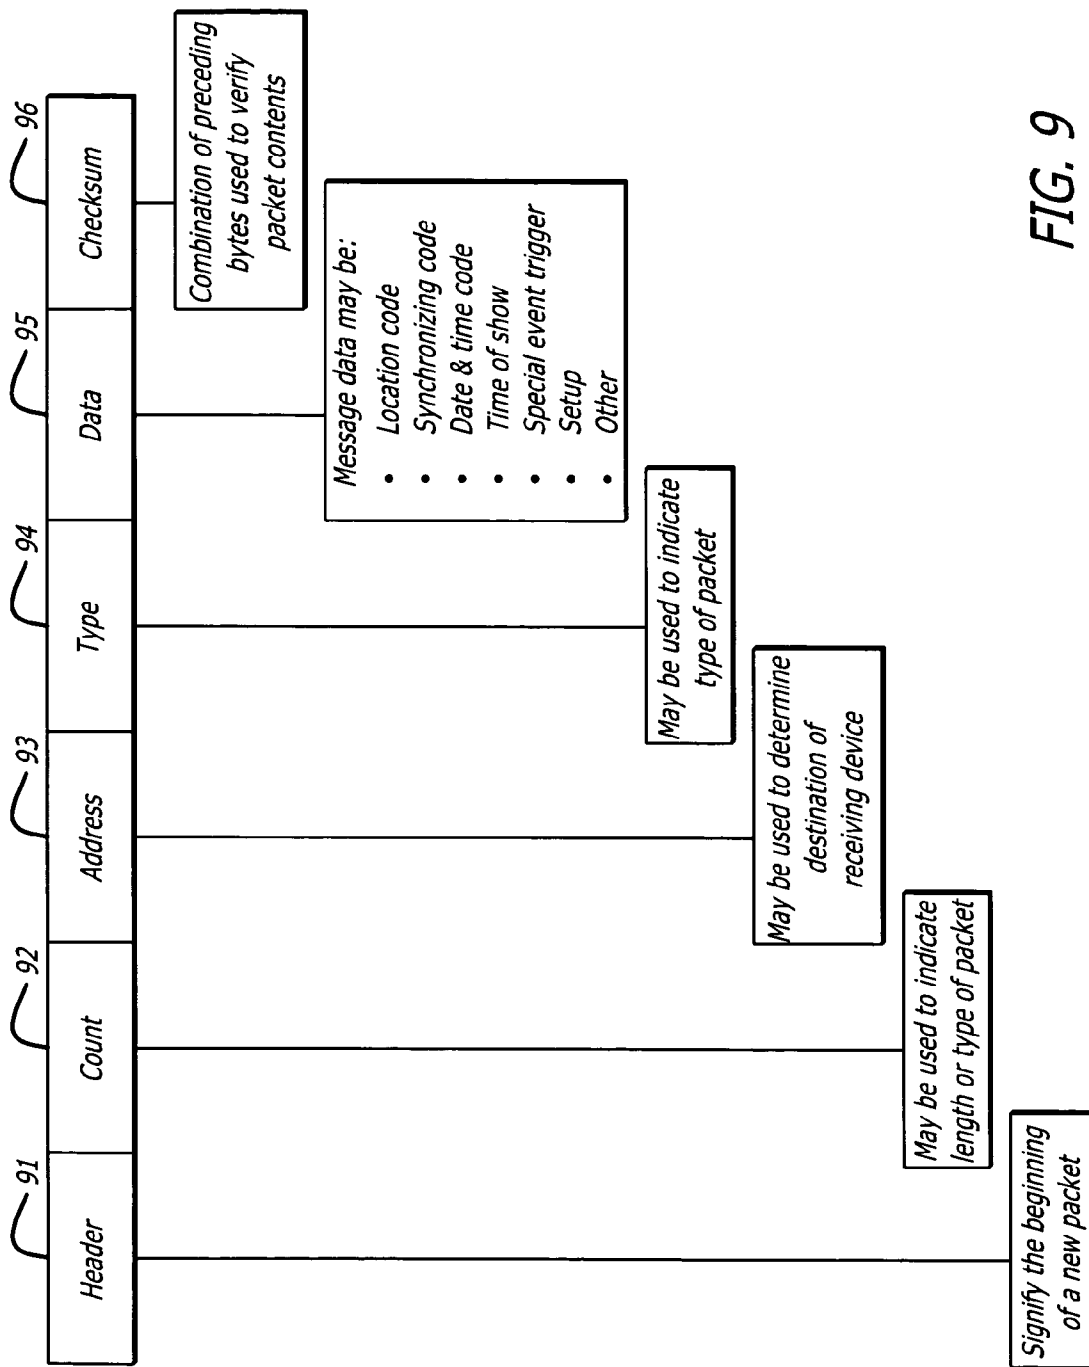 91
92
93
94
95
96
Header
Count
Address
Type
Data
Checksum
Combination of preceding
bytes used to verify
packet contents
Message data may be:
• Location code
• Synchronizing code
• Date & time code
• Time of show
• Special event trigger
• Setup
• Other
May be used to indicate
type of packet
May be used to determine
destination of
receiving device
May be used to indicate
length or type of packet
Signify the beginning
of a new packet
FIG. 9